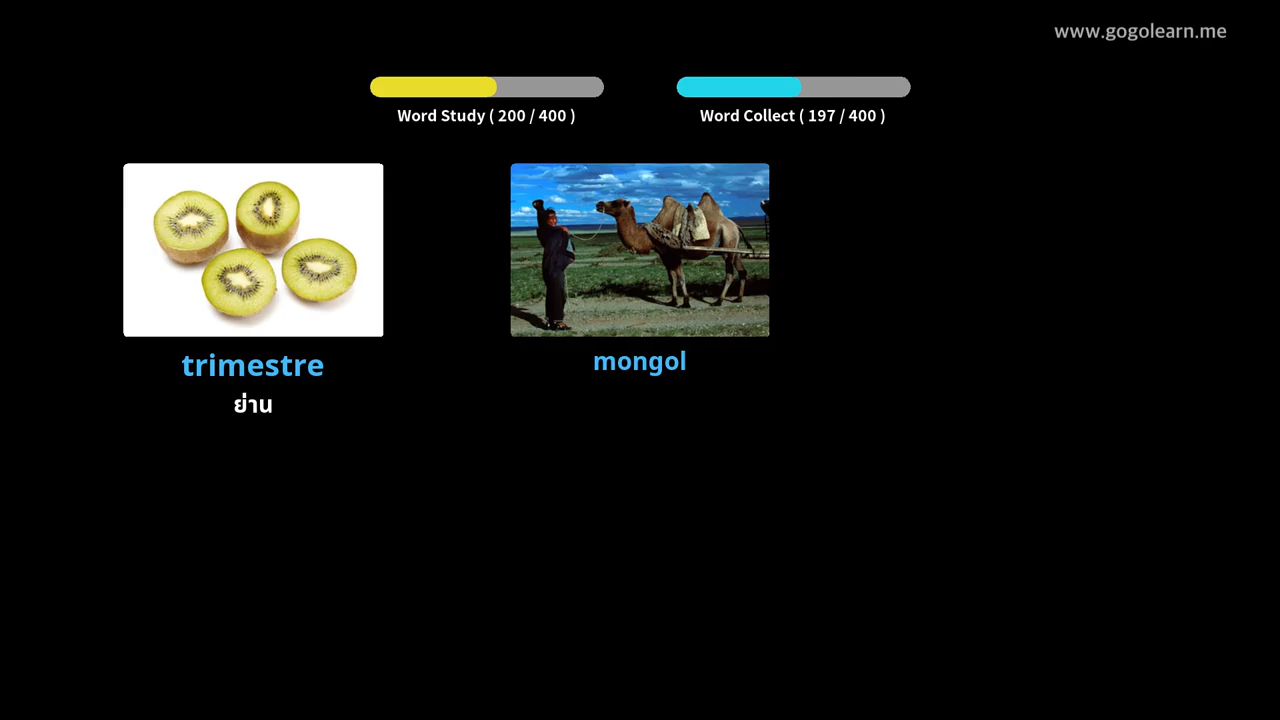 www.gogolearn.me
Word Study ( 200 / 400 )
Word Collect ( 197 / 400 )
trimestre
ย่าน
mongol